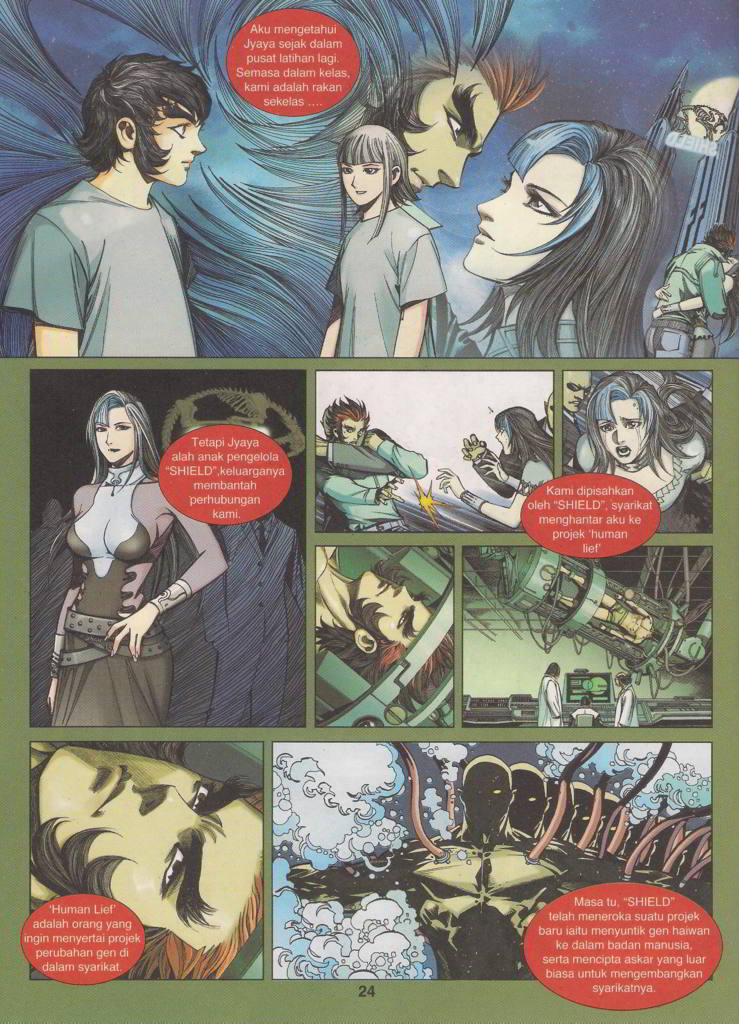 Aku mengetahui
Jyaya sejak dalam
pusat latihan lagi.
Semasa dalam kelas,
kami adalah rakan
sekelas ....
SHIELD
Tetapi Jyaya
alah anak pengelola
“SHIELD”,keluarganya
membantah
perhubungan
kami.
Kami dipisahkan
oleh “SHIELD”, syarikat
menghantar aku ke
projek ‘human
lief’
‘Human Lief’
adalah orang yang
ingin menyertai projek
perubahan gen di
dalam syarikat.
Masa tu, “SHIELD”
telah meneroka suatu projek
baru iaitu menyuntik gen haiwan
ke dalam badan manusia,
serta mencipta askar yang luar
biasa untuk mengembangkan
syarikatnya.
24